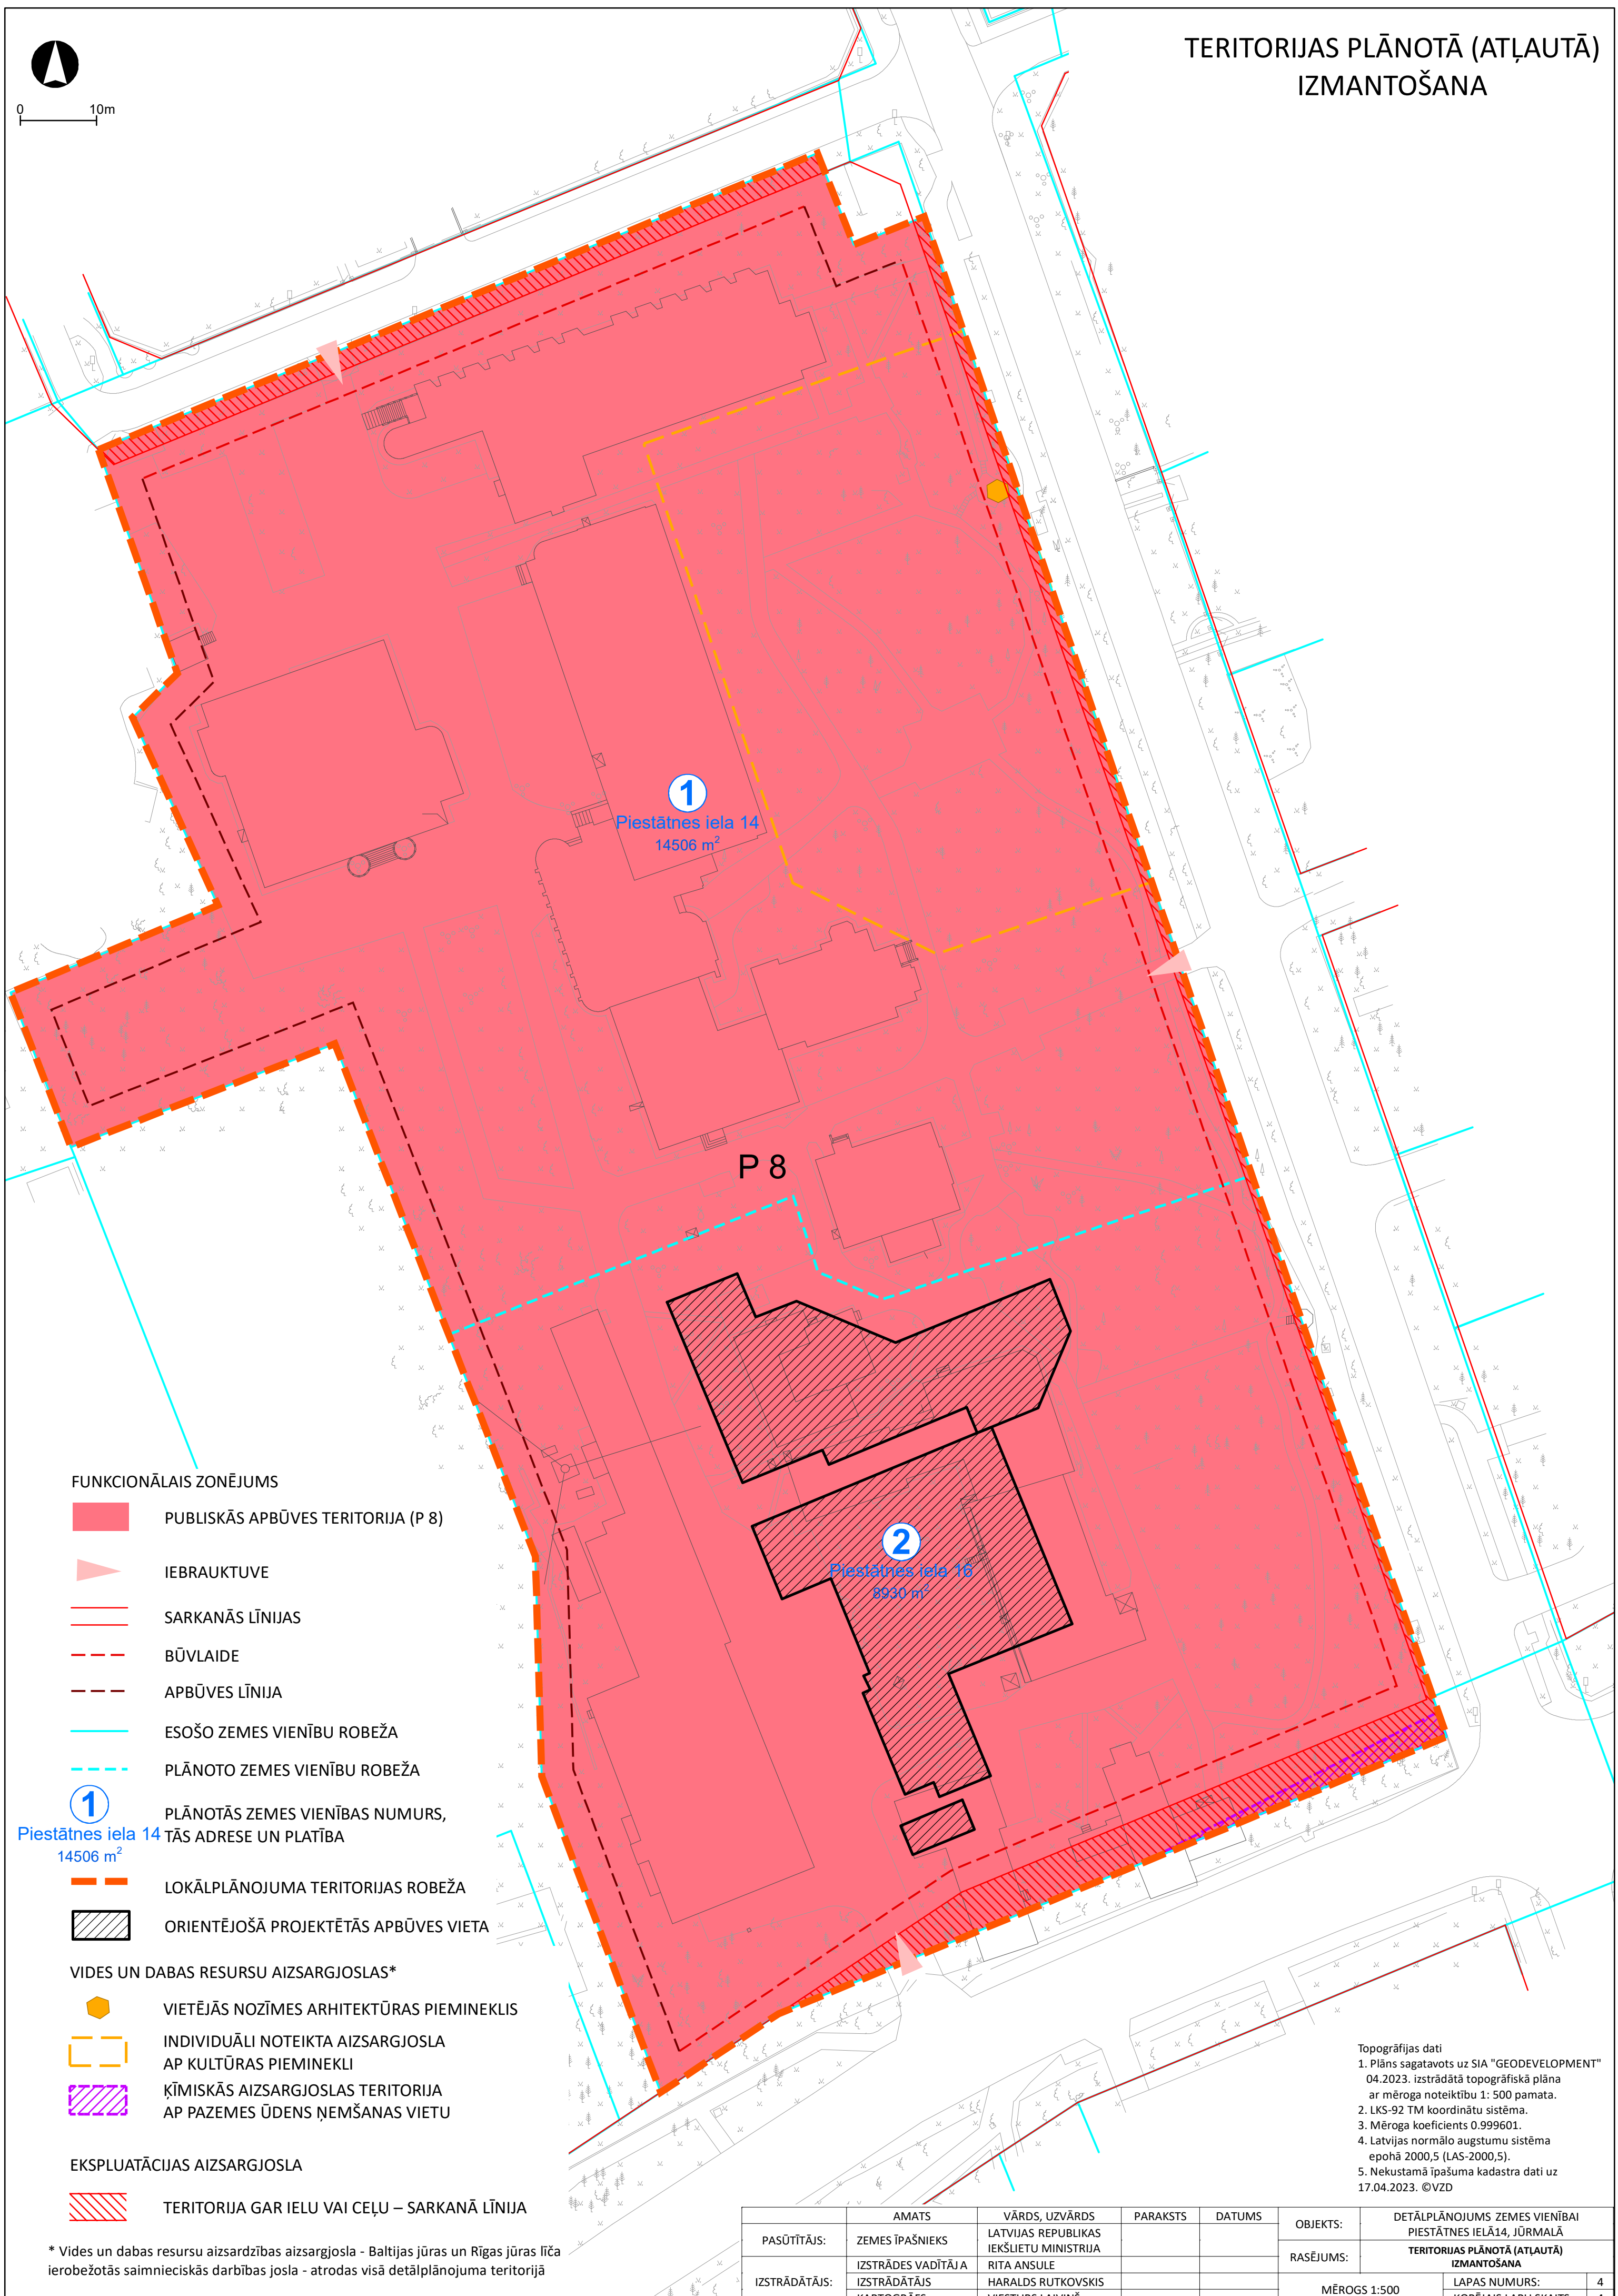 TERITORIJAS PLĀNOTĀ (ATĻAUTĀ)
IZMANTOŠANA
0 10m
1
Piestātnes iela 14
14506 m²
P 8
2
Piestātnes iela 16
8930 m²
FUNKCIONĀLAIS ZONĒJUMS
PUBLISKĀS APBŪVES TERITORIJA (P 8)
IEBRAUKTUVE
SARKANĀS LĪNIJAS
BŪVLAIDE
APBŪVES LĪNIJA
ESOŠO ZEMES VIENĪBU ROBEŽA
PLĀNOTO ZEMES VIENĪBU ROBEŽA
1
Piestātnes iela 14
14506 m²
PLĀNOTĀS ZEMES VIENĪBAS NUMURS,
TĀS ADRESE UN PLATĪBA
LOKĀLPLĀNOJUMA TERITORIJAS ROBEŽA
ORIENTĒJOŠĀ PROJEKTĒTĀS APBŪVES VIETA
VIDES UN DABAS RESURSU AIZSARGJOSLAS*
VIETĒJĀS NOZĪMES ARHITEKTŪRAS PIEMINEKLIS
INDIVIDUĀLI NOTEIKTA AIZSARGJOSLA
AP KULTŪRAS PIEMINEKLI
ĶĪMISKĀS AIZSARGJOSLAS TERITORIJA
AP PAZEMES ŪDENS ŅEMŠANAS VIETU
EKSPLUATĀCIJAS AIZSARGJOSLA
TERITORIJA GAR IELU VAI CEĻU – SARKANĀ LĪNIJA
* Vides un dabas resursu aizsardzības aizsargjosla - Baltijas jūras un Rīgas jūras līča
ierobežotās saimnieciskās darbības josla - atrodas visā detālplānojuma teritorijā
Topogrāfijas dati
1. Plāns sagatavots uz SIA "GEODEVELOPMENT"
04.2023. izstrādātā topogrāfiskā plāna
ar mēroga noteiktību 1: 500 pamata.
2. LKS-92 TM koordinātu sistēma.
3. Mēroga koeficients 0.999601.
4. Latvijas normālo augstumu sistēma
epohā 2000,5 (LAS-2000,5).
5. Nekustamā īpašuma kadastra dati uz
17.04.2023. ©VZD
AMATS VĀRDS, UZVĀRDS PARAKSTS DATUMS
PASŪTĪTĀJS: ZEMES ĪPAŠNIEKS LATVIJAS REPUBLIKAS
IEKŠLIETU MINISTRIJA
IZSTRĀDĀTĀJS: IZSTRĀDES VADĪTĀJA RITA ANSULE
IZSTRĀDĀTĀJS HARALDS RUTKOVSKIS
OBJEKTS: DETĀLPLĀNOJUMS ZEMES VIENĪBAI
PIESTĀTNES IELĀ14, JŪRMALĀ
RASĒJUMS: TERITORIJAS PLĀNOTĀ (ATĻAUTĀ)
IZMANTOŠANA
MĒROGS 1:500 LAPAS NUMURS: 4